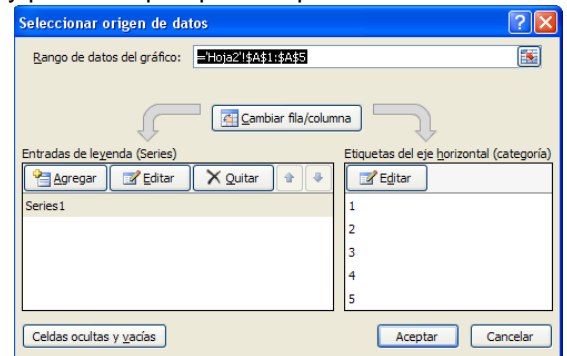 Seleccionar origen de datos
Rango de datos del gráfico: ='Hoja2'!$A$1:$A$5
Cambiar fila/columna
Entradas de leyenda (Series)
Etiquetas del eje horizontal (categoría)
Agregar Editar Quitar
Editar
Series1
1
2
3
4
5
Celdas ocultas y vacías
Aceptar Cancelar